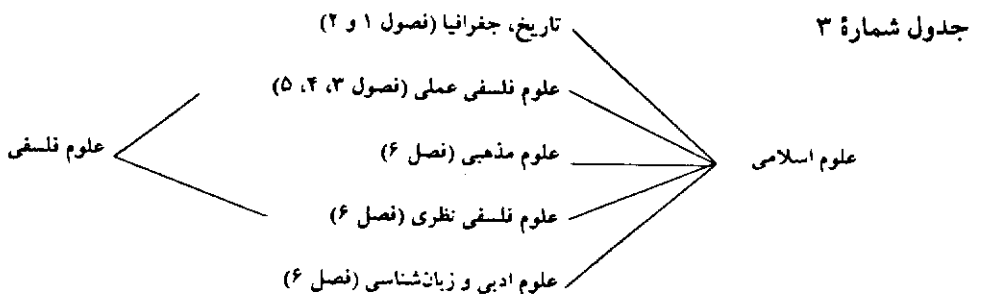 جدول شمارهٔ ۳
تاریخ، جغرافیا (فصول ۱ و ۲)
علوم فلسفی عملی (فصول ۳، ۴، ۵)
علوم اسلامی
علوم مذهبی (فصل ۶)
علوم فلسفی
علوم فلسفی نظری (فصل ۶)
علوم ادبی و زبان‌شناسی (فصل ۶)